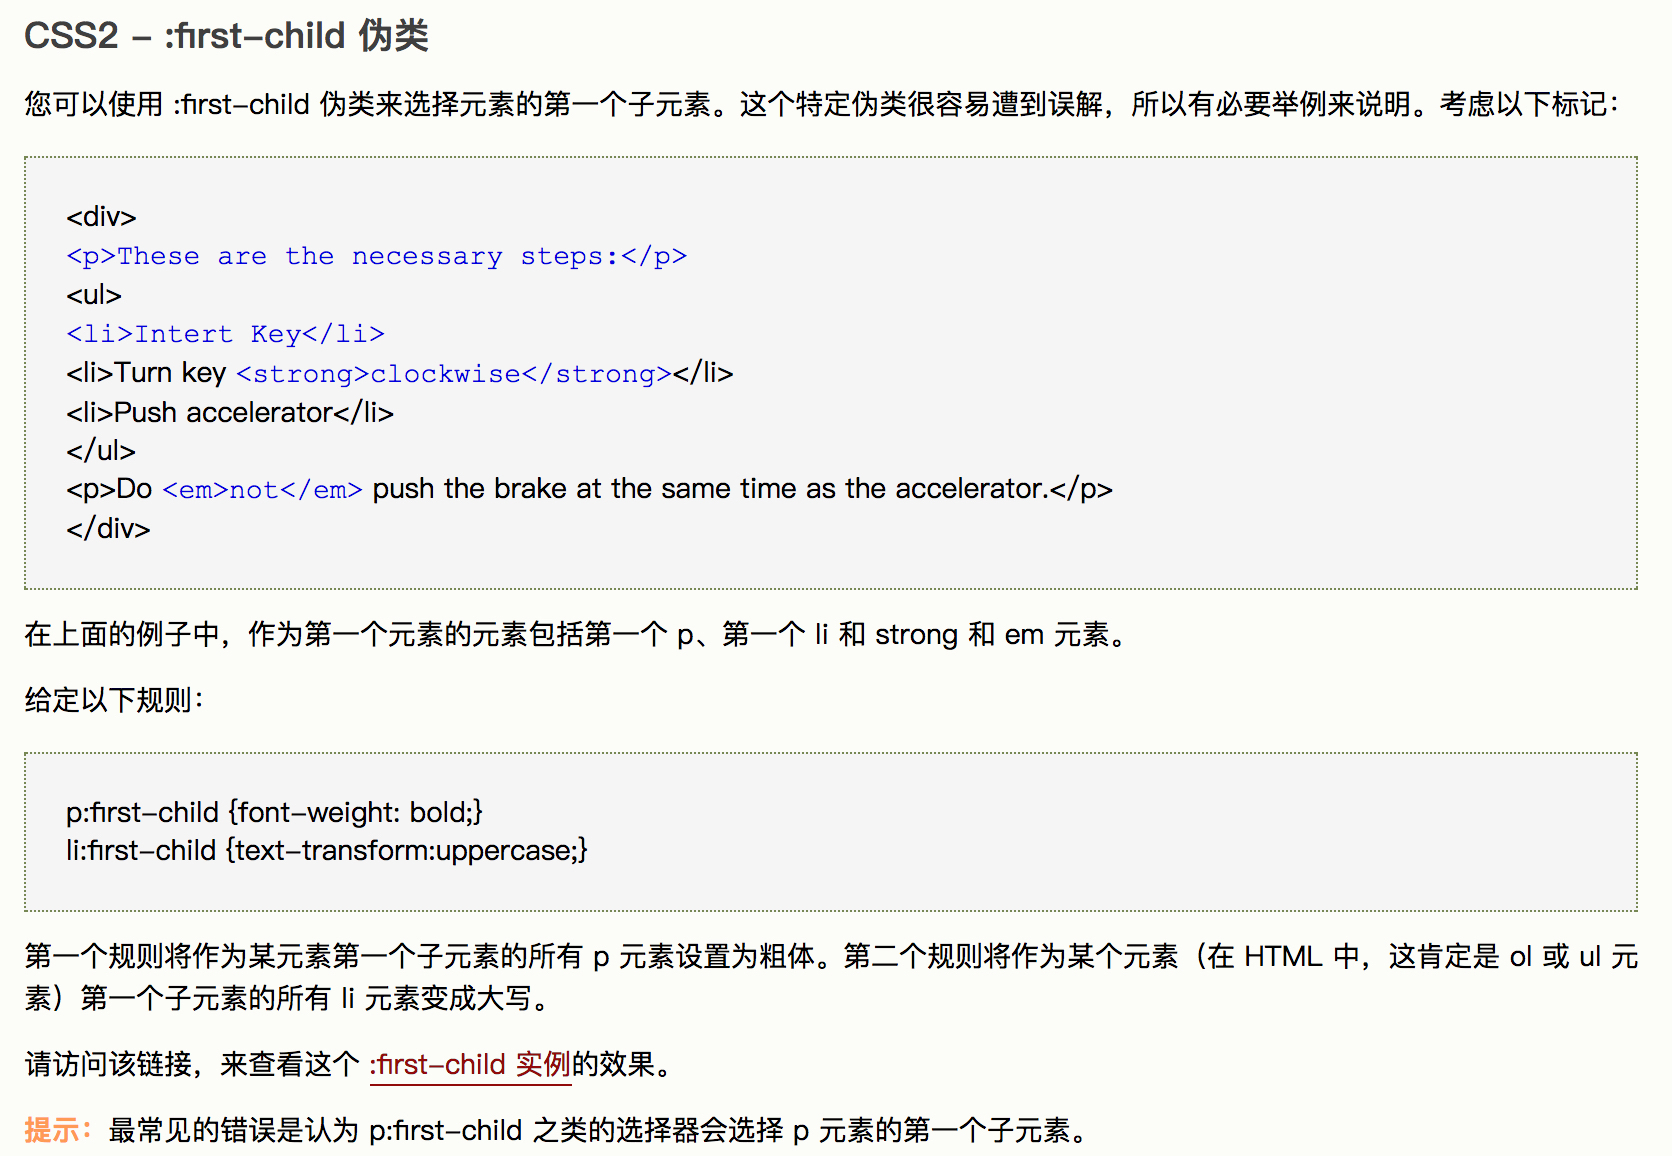 CSS2 - :first-child 伪类
您可以使用 :first-child 伪类来选择元素的第一个子元素。这个特定伪类很容易遭到误解，所以有必要举例来说明。考虑以下标记：
<div>
<p>These are the necessary steps:</p>
<ul>
<li>Intert Key</li>
<li>Turn key <strong>clockwise</strong></li>
<li>Push accelerator</li>
</ul>
<p>Do <em>not</em> push the brake at the same time as the accelerator.</p>
</div>
在上面的例子中，作为第一个元素的元素包括第一个 p、第一个 li 和 strong 和 em 元素。
给定以下规则：
p:first-child {font-weight: bold;}
li:first-child {text-transform:uppercase;}
第一个规则将作为某元素第一个子元素的所有 p 元素设置为粗体。第二个规则将作为某个元素（在 HTML 中，这肯定是 ol 或 ul 元
素）第一个子元素的所有 li 元素变成大写。
请访问该链接，来查看这个 :first-child 实例的效果。
提示：最常见的错误是认为 p:first-child 之类的选择器会选择 p 元素的第一个子元素。